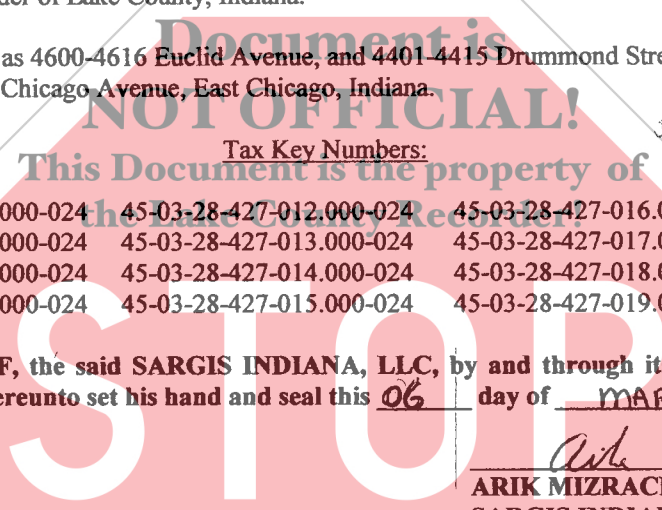 der of Lake County, Indiana.
Document is
as 4600-4616 Euclid Avenue, and 4401-4415 Drummond Stre
Chicago Avenue, East Chicago, Indiana.
NOT OFFICIAL!
Tax Key Numbers:
This Document is the property of
000-024 45-03-28-427-012.000-024 45-03-28-427-016.0
the Lake County Recorder!
000-024 45-03-28-427-013.000-024 45-03-28-427-017.0
000-024 45-03-28-427-014.000-024 45-03-28-427-018.0
000-024 45-03-28-427-015.000-024 45-03-28-427-019.0
STOP
F, the said SARGIS INDIANA, LLC, by and through it
ereunto set his hand and seal this 06 day of MAR
Arik
ARIK MIZRACH
SARGIS INDIAN